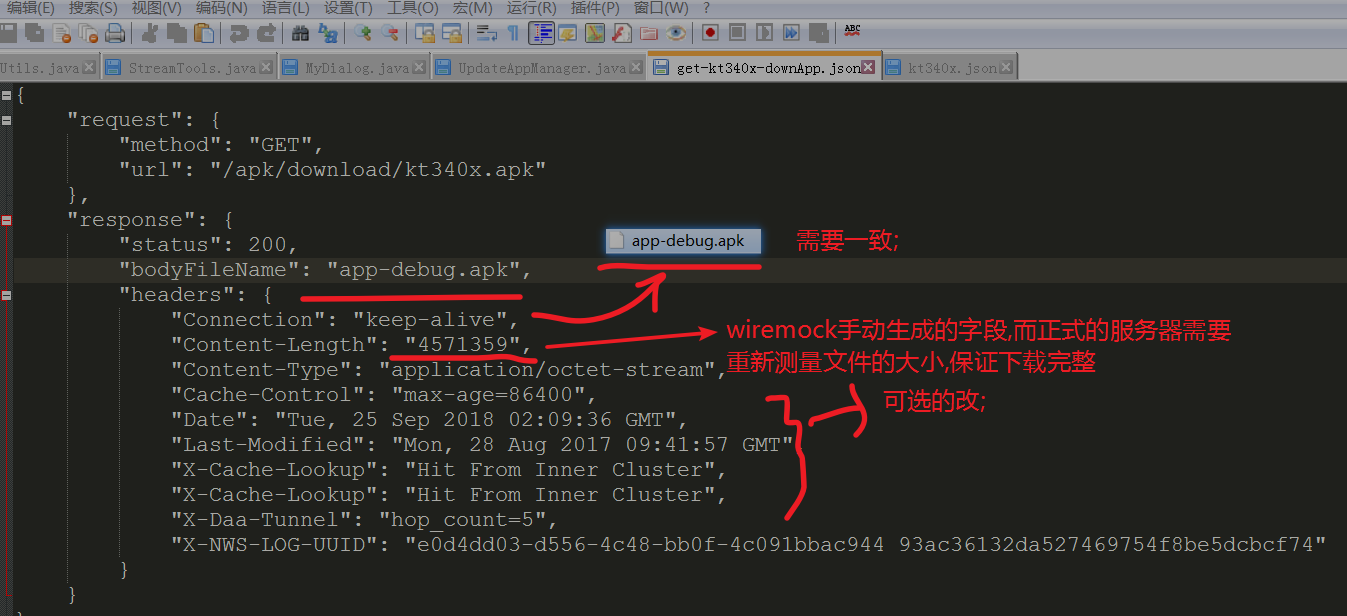 编辑(E) 搜索(S) 视图(V) 编码(N) 语言(L) 设置(T) 工具(O) 宏(M) 运行(R) 插件(P) 窗口(W) ?
ABC
Utils.java StreamTools.java MyDialog.java UpdateAppManager.java get-kt340x-downApp.json kt340x.json
{
"request": {
"method": "GET",
"url": "/apk/download/kt340x.apk"
},
"response": {
"status": 200,
app-debug.apk 需要一致;
"bodyFileName": "app-debug.apk",
"headers": {
"Connection": "keep-alive",
"Content-Length": "4571359",
wiremock手动生成的字段,而正式的服务器需要
重新测量文件的大小,保证下载完整
"Content-Type": "application/octet-stream",
"Cache-Control": "max-age=86400",
可选的改;
"Date": "Tue, 25 Sep 2018 02:09:36 GMT",
"Last-Modified": "Mon, 28 Aug 2017 09:41:57 GMT"
"X-Cache-Lookup": "Hit From Inner Cluster",
"X-Cache-Lookup": "Hit From Inner Cluster",
"X-Daa-Tunnel": "hop_count=5",
"X-NWS-LOG-UUID": "e0d4dd03-d556-4c48-bb0f-4c091bbac944 93ac36132da527469754f8be5dcbcf74"
}
}
}